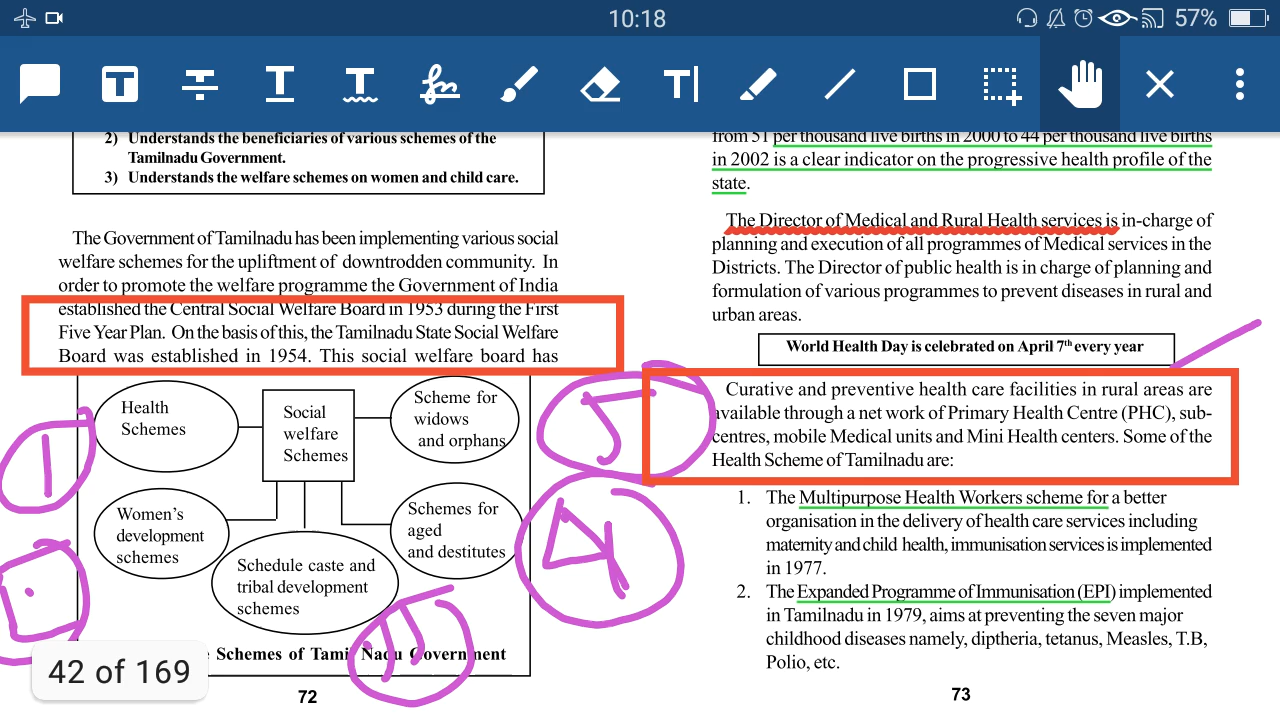 10:18
57%
2) Understands the beneficiaries of various schemes of the
Tamilnadu Government.
3) Understands the welfare schemes on women and child care.
The Government of Tamilnadu has been implementing various social
welfare schemes for the upliftment of downtrodden community. In
order to promote the welfare programme the Government of India
established the Central Social Welfare Board in 1953 during the First
Five Year Plan. On the basis of this, the Tamilnadu State Social Welfare
Board was established in 1954. This social welfare board has
Health
Schemes
Social
welfare
Schemes
Scheme for
widows
and orphans
Women's
development
schemes
Schedule caste and
tribal development
schemes
Schemes for
aged
and destitutes
1
5
4
Schemes of Tamil Nadu Government
42 of 169
72
from 51 per thousand live births in 2000 to 44 per thousand live births
in 2002 is a clear indicator on the progressive health profile of the
state.
The Director of Medical and Rural Health services is in-charge of
planning and execution of all programmes of Medical services in the
Districts. The Director of public health is in charge of planning and
formulation of various programmes to prevent diseases in rural and
urban areas.
World Health Day is celebrated on April 7th every year
Curative and preventive health care facilities in rural areas are
available through a net work of Primary Health Centre (PHC), sub-
centres, mobile Medical units and Mini Health centers. Some of the
Health Scheme of Tamilnadu are:
1. The Multipurpose Health Workers scheme for a better
organisation in the delivery of health care services including
maternity and child health, immunisation services is implemented
in 1977.
2. The Expanded Programme of Immunisation (EPI) implemented
in Tamilnadu in 1979, aims at preventing the seven major
childhood diseases namely, diptheria, tetanus, Measles, T.B,
Polio, etc.
73